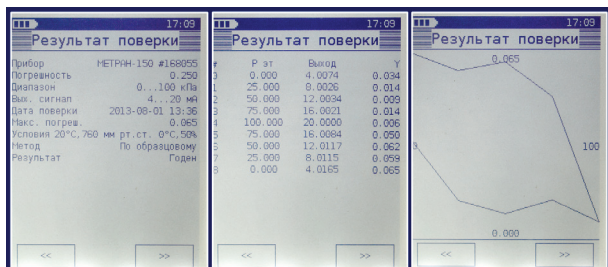 17:09
Результат поверки
Прибор МЕТРАН-150 #168055
Погрешность 0.250
Диапазон 0...100 кПа
Вых. сигнал 4...20 мА
Дата поверки 2013-08-01 13:36
Макс. погреш. 0.065
Условия 20°C,760 мм рт.ст. 0°C,50%
Метод По образцовому
Результат Годен
<< >>
17:09
Результат поверки
# P эт Выход Y
0 0.000 4.0074 0.034
1 25.000 8.0026 0.014
2 50.000 12.0034 0.009
3 75.000 16.0021 0.014
4 100.000 20.0000 0.006
5 75.000 16.0084 0.050
6 50.000 12.0117 0.062
7 25.000 8.0115 0.059
8 0.000 4.0165 0.065
<< >>
17:09
Результат поверки
0.065
0 100
0.000
<< >>